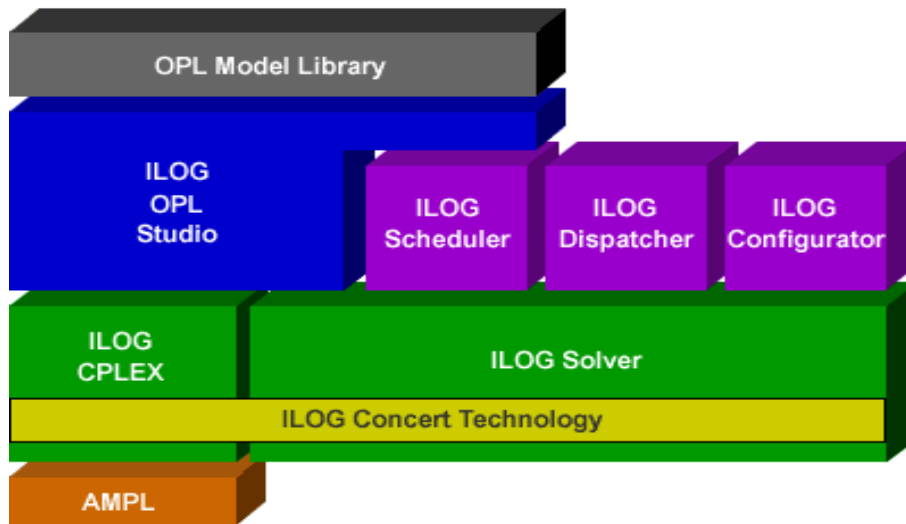 OPL Model Library
ILOG
OPL
Studio
ILOG
Scheduler
ILOG
Dispatcher
ILOG
Configurator
ILOG
CPLEX
ILOG Solver
ILOG Concert Technology
AMPL